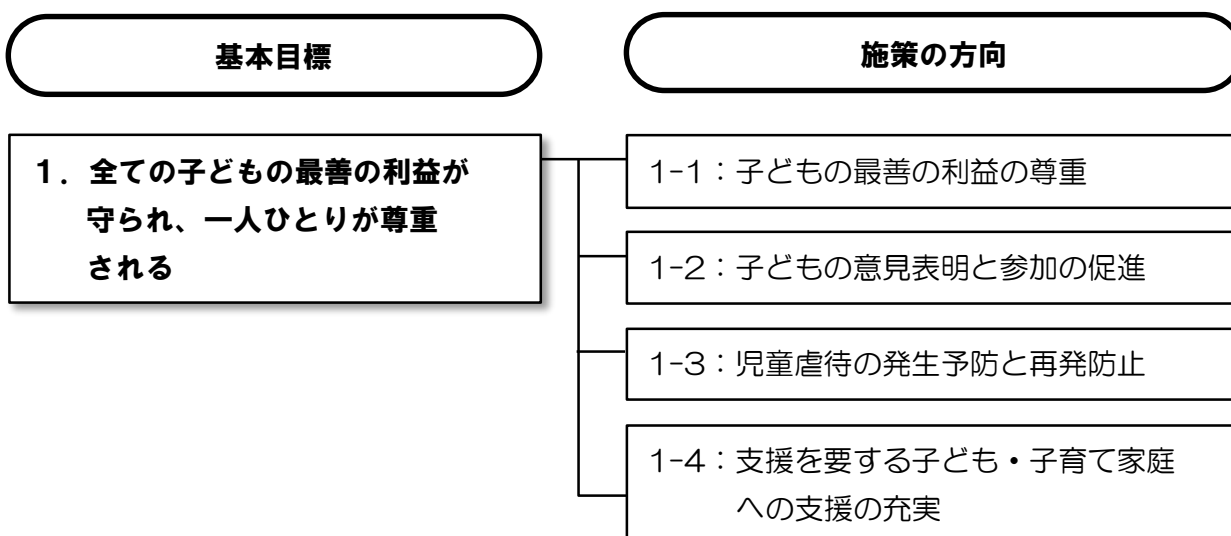 基本目標
施策の方向
1．全ての子どもの最善の利益が
守られ、一人ひとりが尊重
される
1-1：子どもの最善の利益の尊重
1-2：子どもの意見表明と参加の促進
1-3：児童虐待の発生予防と再発防止
1-4：支援を要する子ども・子育て家庭
への支援の充実